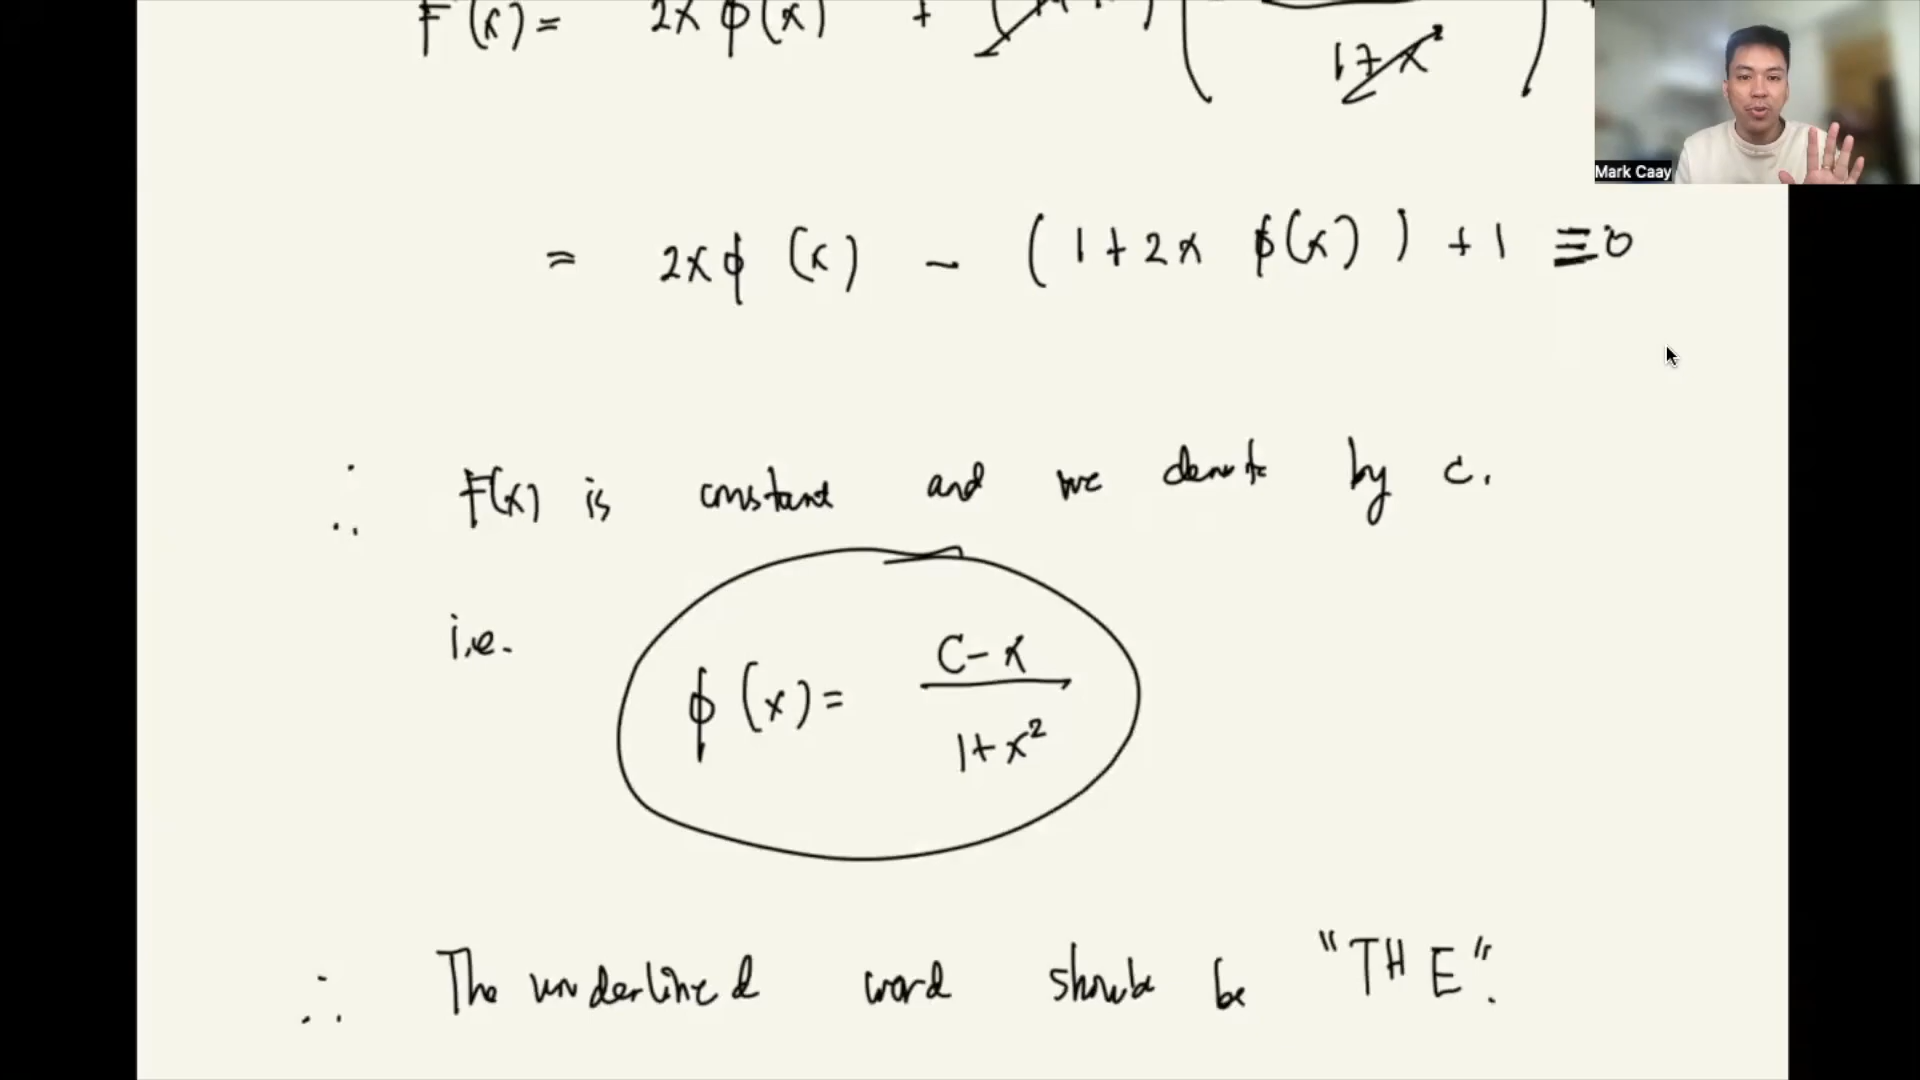 F'(x) = 2xφ(x) + (
1+x²
Mark Caay
= 2xφ(x) - (1+2x φ(x)) + 1 ≡ 0
∴ F(x) is constant and we denote by c.
i.e. φ(x) = C-x
1+x²
∴ The underlined word should be "THE".